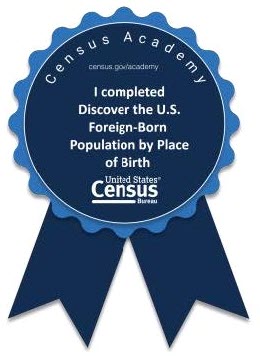 Census Academy
census.gov/academy
I completed
Discover the U.S.
Foreign-Born
Population by Place
of Birth
United States®
Census
Bureau